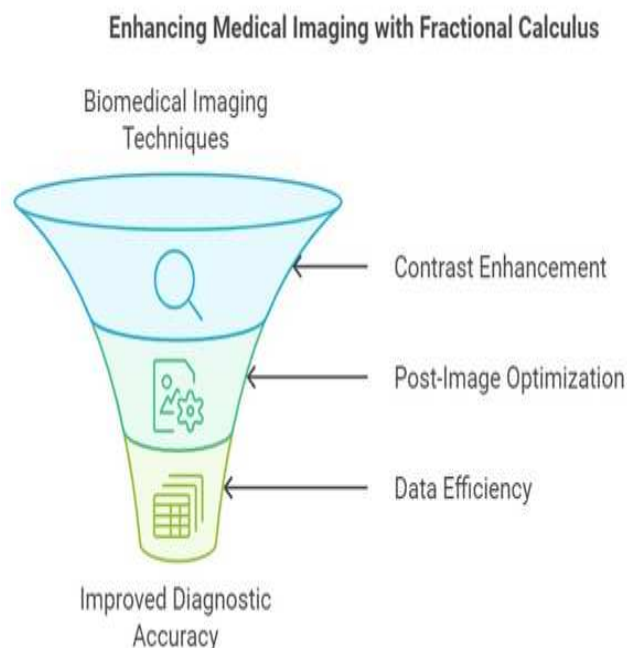 Enhancing Medical Imaging with Fractional Calculus
Biomedical Imaging
Techniques
Contrast Enhancement
Post-Image Optimization
Data Efficiency
Improved Diagnostic
Accuracy